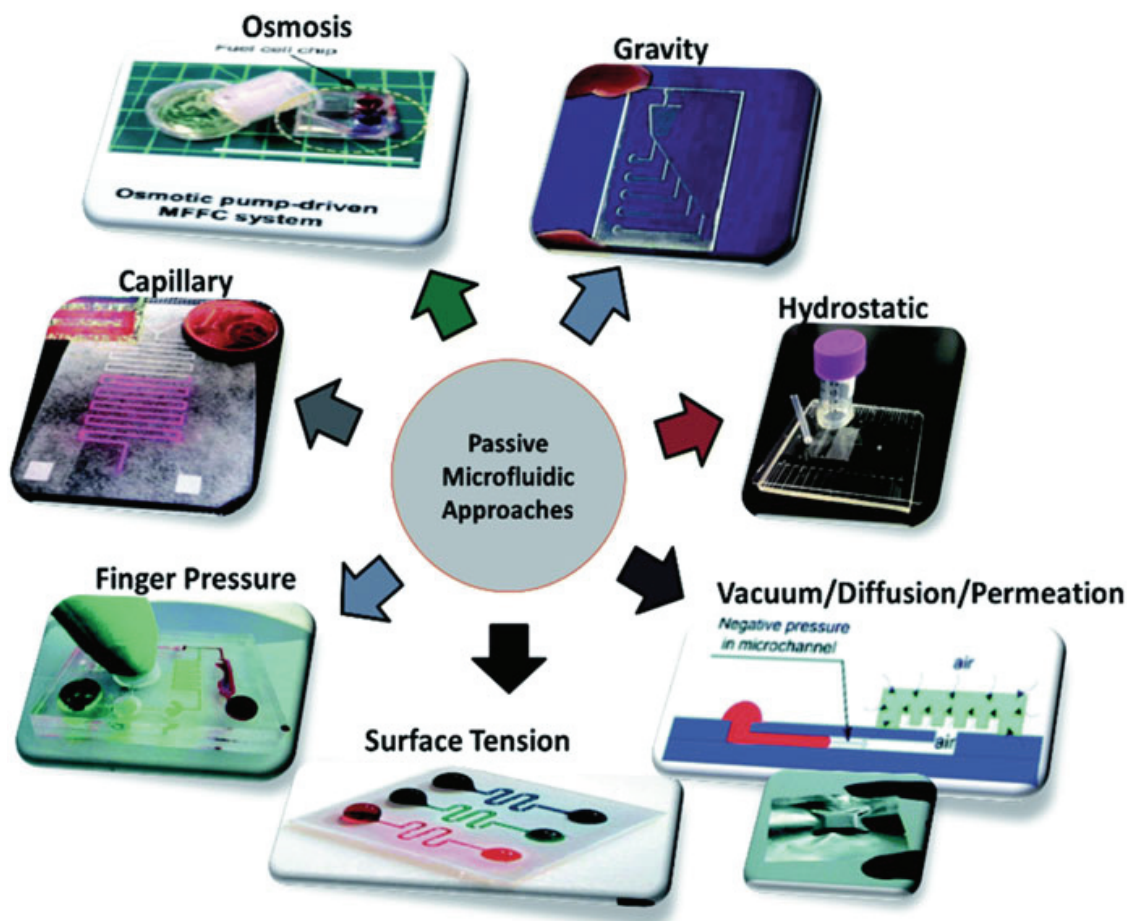 Osmosis
Fuel cell chip
Osmotic pump-driven
MFFC system
Gravity
Capillary
Hydrostatic
Passive
Microfluidic
Approaches
Finger Pressure
Vacuum/Diffusion/Permeation
Negative pressure
in microchannel
air
air
Surface Tension